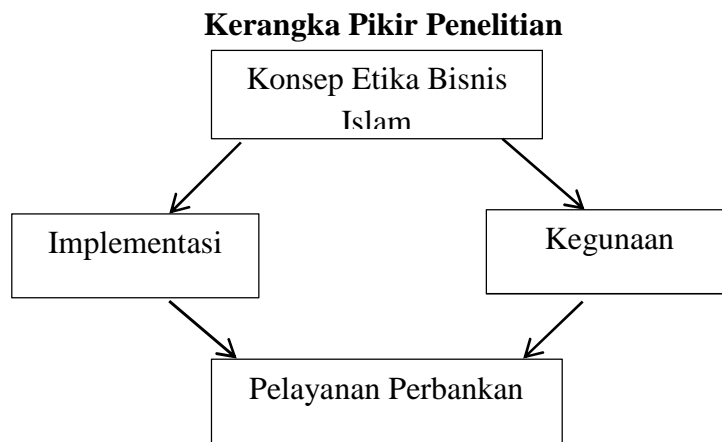 Kerangka Pikir Penelitian
Konsep Etika Bisnis
Islam
Implementasi
Kegunaan
Pelayanan Perbankan